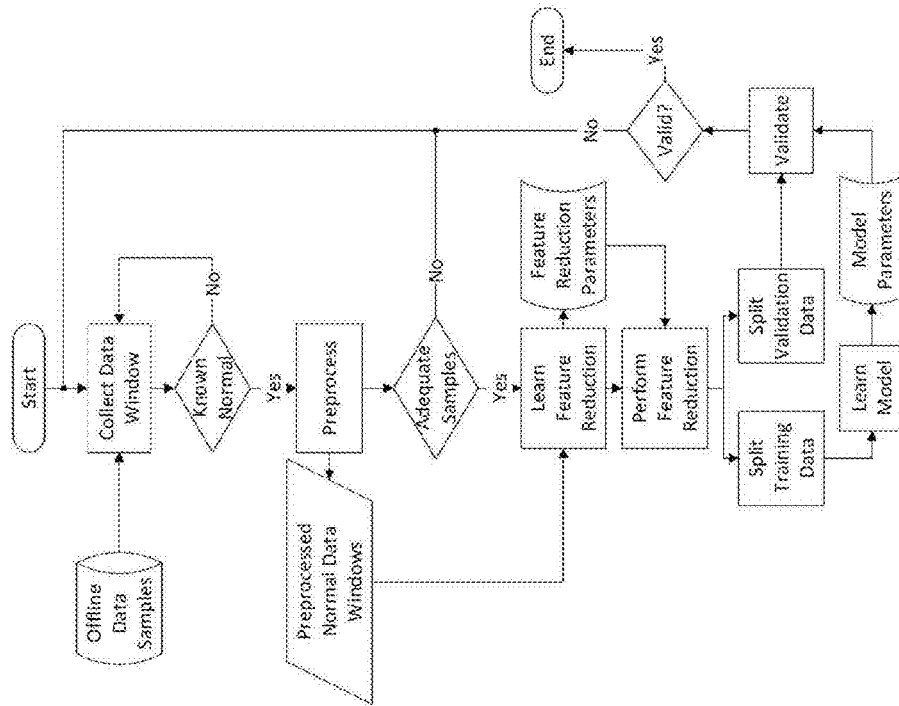 Start
Offline
Data
Samples
Collect Data
Window
Known
Normal
No
Yes
Preprocess
Preprocessed
Normal Data
Windows
Adequate
Samples
No
Yes
Learn
Feature
Reduction
Feature
Reduction
Parameters
Perform
Feature
Reduction
Split
Training
Data
Split
Validation
Data
Learn
Model
Model
Parameters
Validate
Valid?
No
Yes
End